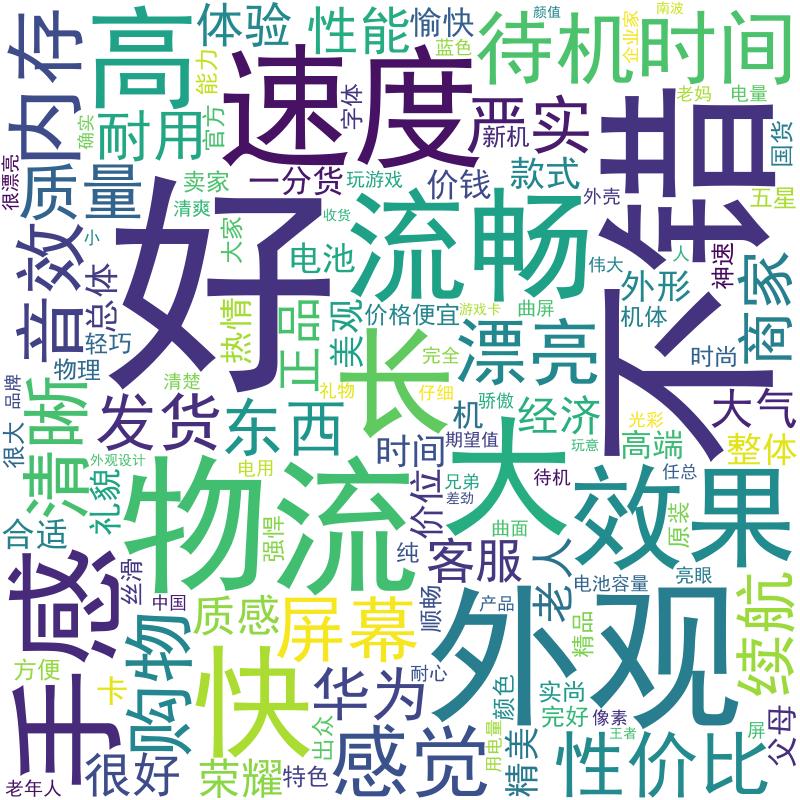 内存
高
体验
性能
愉快
颜值
企业家
南波
蓝色
待机时间
耐用
能力
官方
确实
速度
字体
严实
新机
老妈
电量
国货
很漂亮
质量
卖家
一分货
玩游戏
价钱
款式
外壳
不错
五星
清爽
小
好
大家
收货
流畅
伟大
人
神速
音效
总体
电池
外形
机体
商家
轻巧
物理
热情
正品
美观
价格便宜
游戏卡
曲屏
漂亮
时尚
品牌
很大
清晰
清楚
礼物
完全
仔细
长
骄傲
经济
光彩
大气
发货
东西
时间
机
期望值
玩意
高端
整体
外观设计
电用
礼貌
物流
价位
兄弟
差劲
大
待机
曲面
效果
任总
原装
合适
强悍
纯
客服
老人
电池容量
亮眼
手感
丝滑
中国
质感
屏幕
顺畅
产品
外观
精品
续航
方便
卡
购物
快
华为
耐心
颜色
实尚
完好
像素
王者
屏
父母
出众
感觉
用电量
精美
性价比
老年人
很好
荣耀
特色